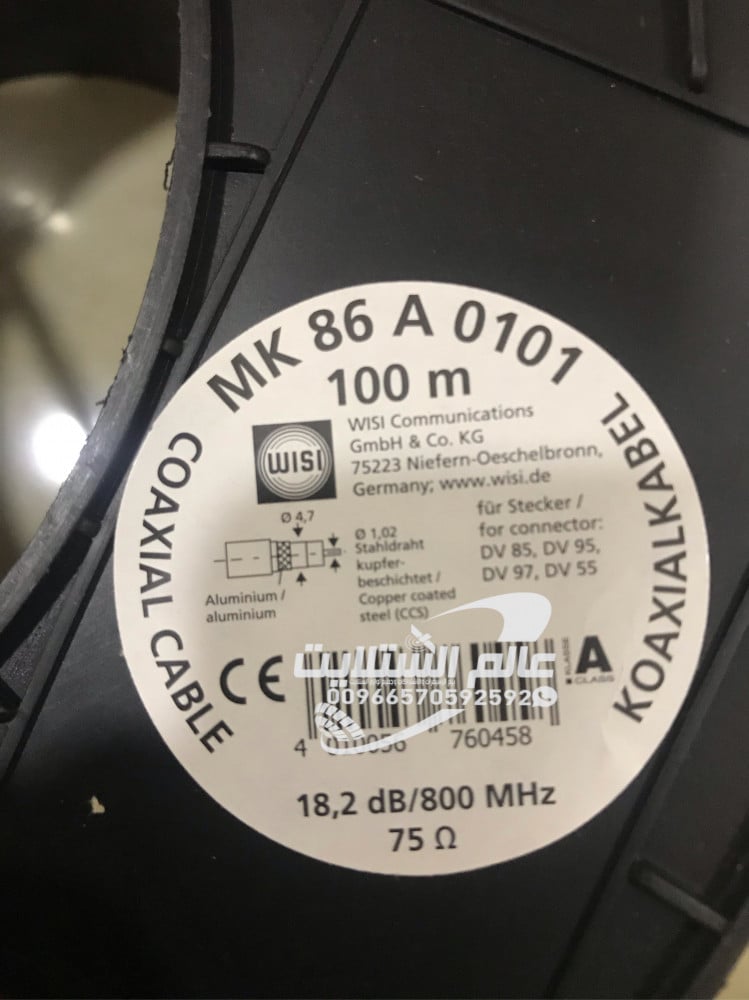 MK 86 A 0101
100 m
WISI
WISI Communications
GmbH & Co. KG
75223 Niefern-Oeschelbronn,
Germany; www.wisi.de
COAXIAL CABLE
KOAXIALKABEL
Ø 4,7
Aluminium /
aluminium
Ø 1,02
Stahldraht
kupfer-
beschichtet /
Copper coated
steel (CCS)
für Stecker /
for connector:
DV 85, DV 95,
DV 97, DV 55
CE
عالم الستلايت
00966570592592
KLASSE
A
CLASS
4 010056 760458
18,2 dB/800 MHz
75 Ω